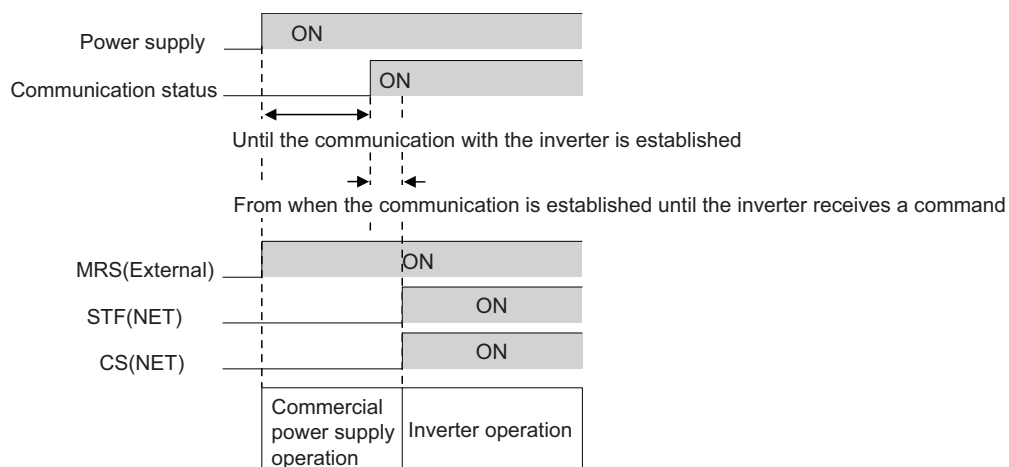 Power supply ON
Communication status ON
Until the communication with the inverter is established
From when the communication is established until the inverter receives a command
MRS(External) ON
STF(NET) ON
CS(NET) ON
Commercial
power supply
operation
Inverter operation